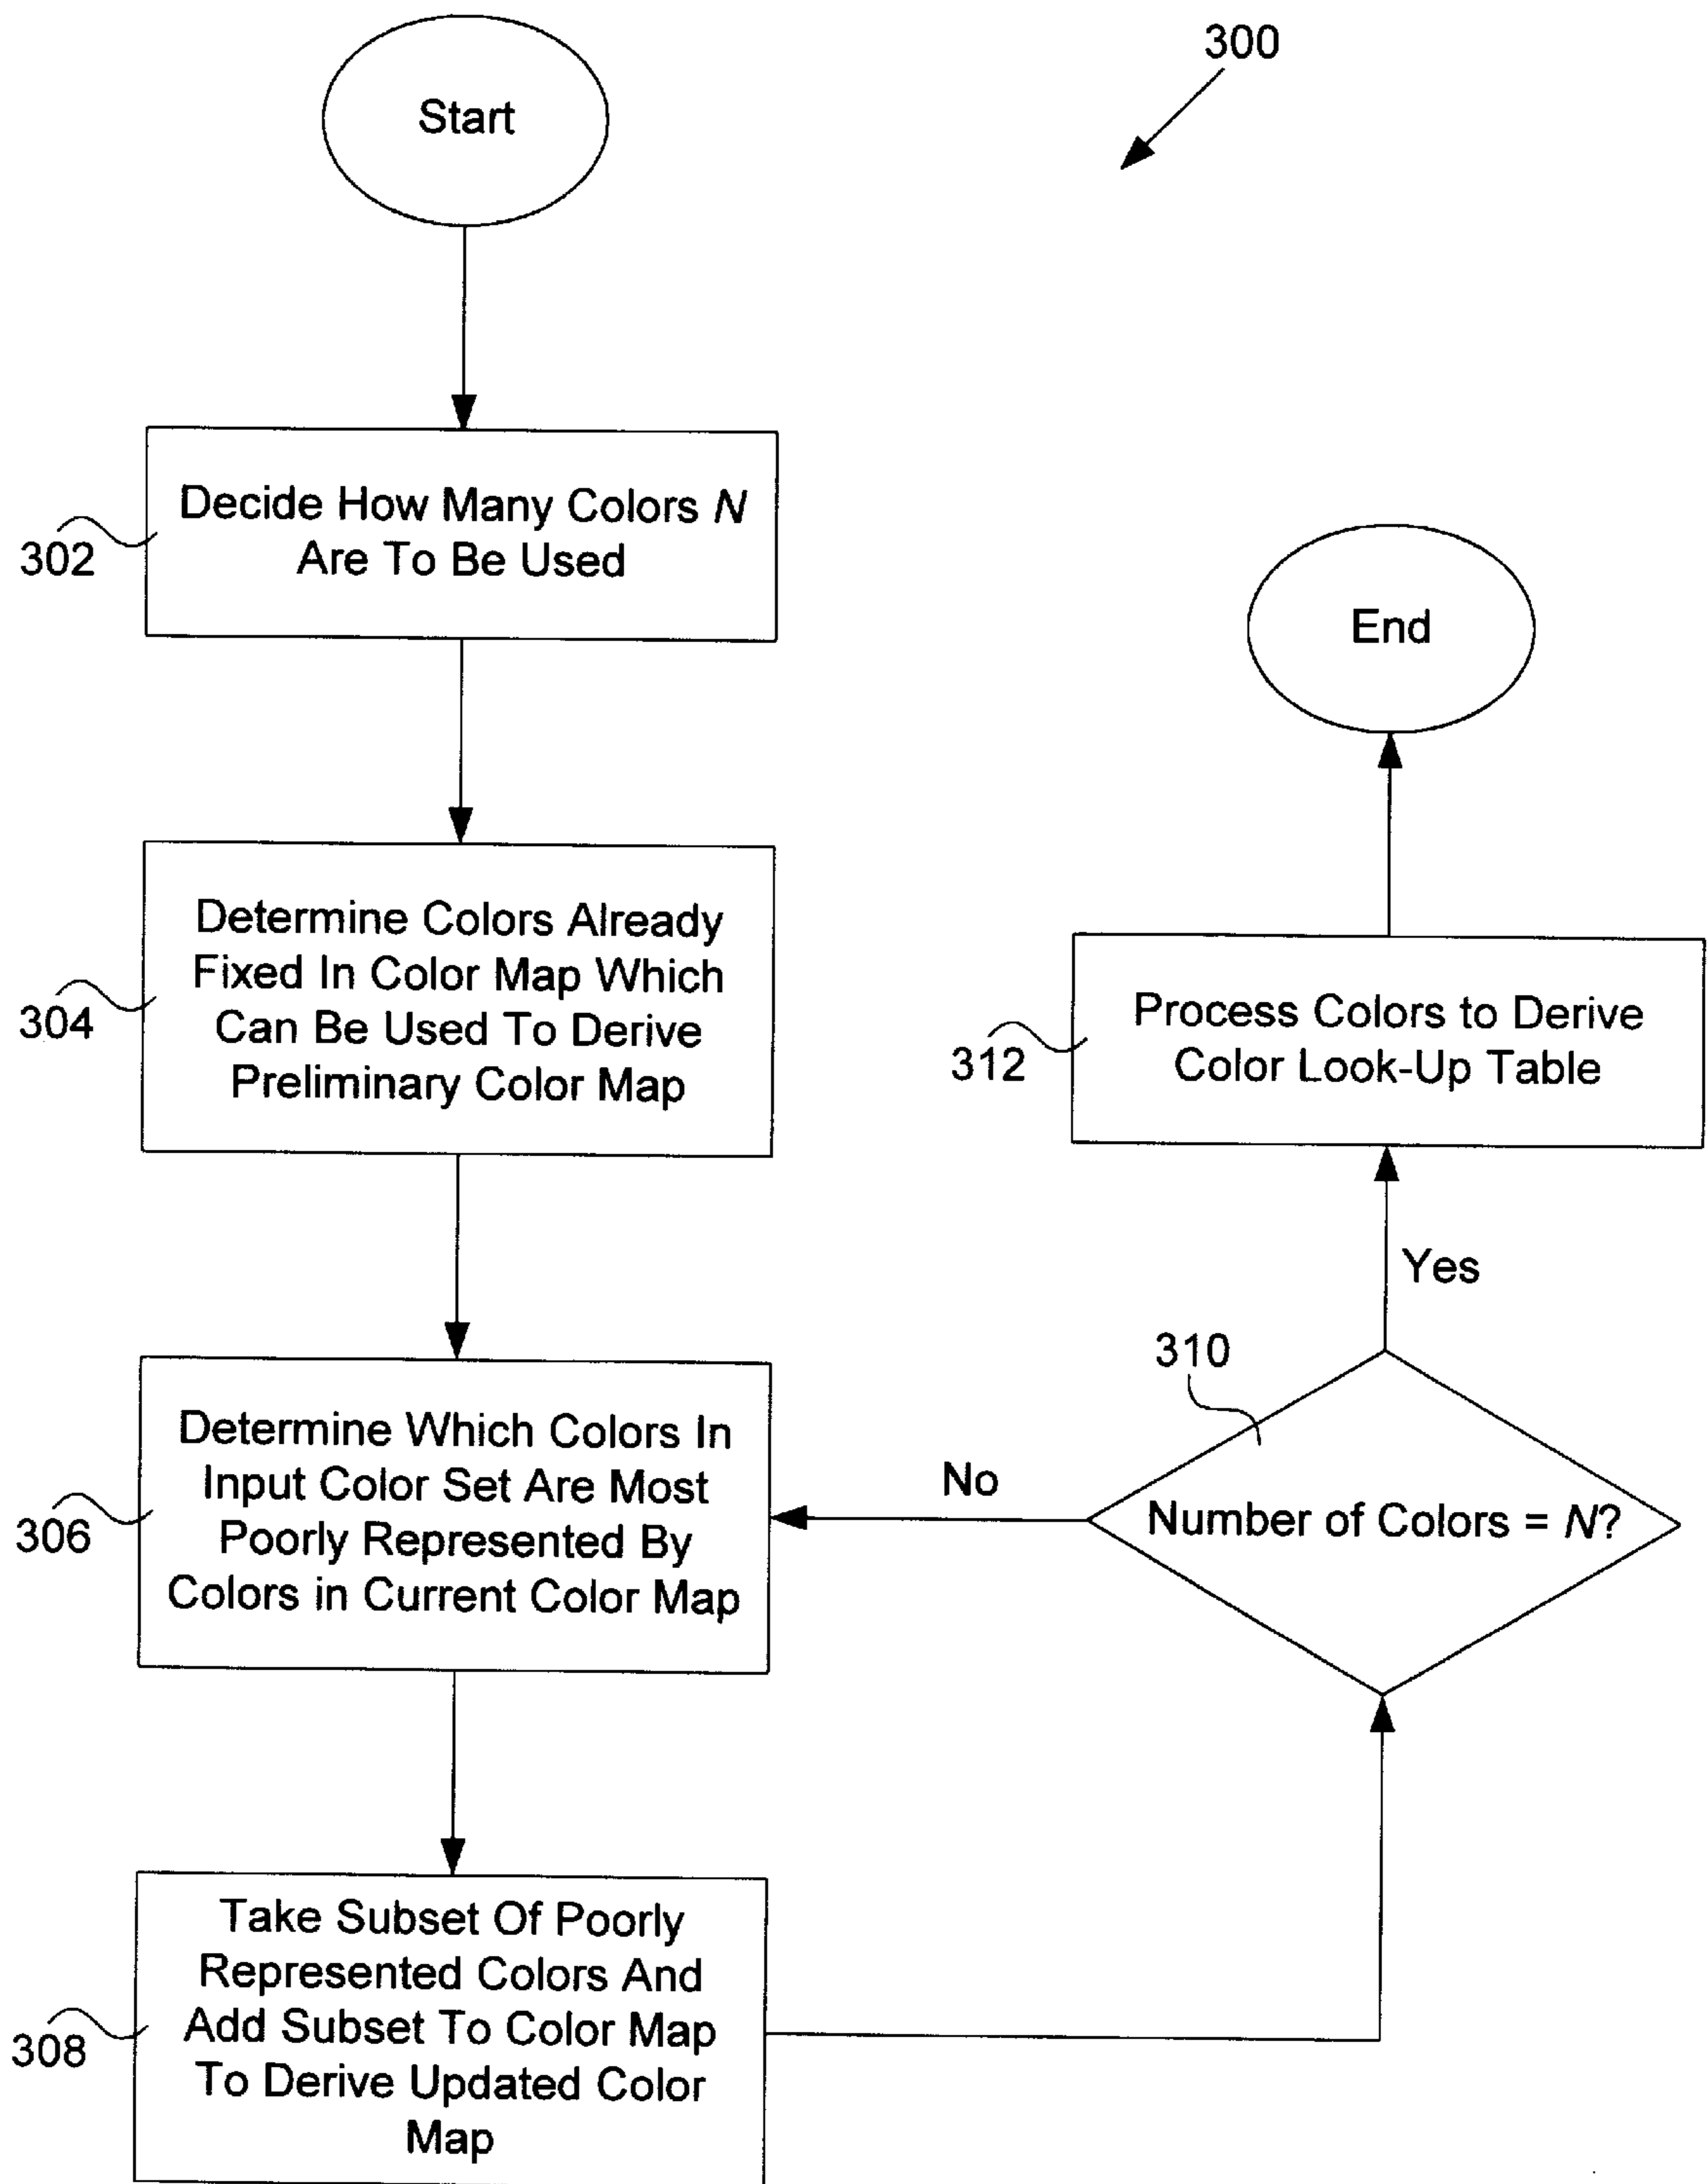 300
Start
302
Decide How Many Colors N
Are To Be Used
304
Determine Colors Already
Fixed In Color Map Which
Can Be Used To Derive
Preliminary Color Map
306
Determine Which Colors In
Input Color Set Are Most
Poorly Represented By
Colors in Current Color Map
308
Take Subset Of Poorly
Represented Colors And
Add Subset To Color Map
To Derive Updated Color
Map
310
Number of Colors = N?
No
Yes
312
Process Colors to Derive
Color Look-Up Table
End